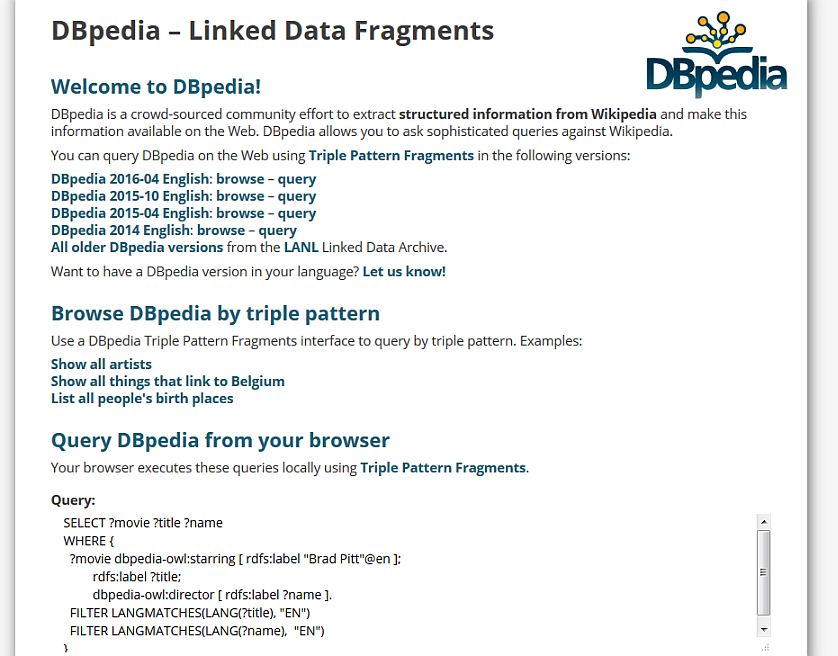 DBpedia – Linked Data Fragments
DBpedia
Welcome to DBpedia!
DBpedia is a crowd-sourced community effort to extract structured information from Wikipedia and make this
information available on the Web. DBpedia allows you to ask sophisticated queries against Wikipedia.
You can query DBpedia on the Web using Triple Pattern Fragments in the following versions:
DBpedia 2016-04 English: browse – query
DBpedia 2015-10 English: browse – query
DBpedia 2015-04 English: browse – query
DBpedia 2014 English: browse – query
All older DBpedia versions from the LANL Linked Data Archive.
Want to have a DBpedia version in your language? Let us know!
Browse DBpedia by triple pattern
Use a DBpedia Triple Pattern Fragments interface to query by triple pattern. Examples:
Show all artists
Show all things that link to Belgium
List all people's birth places
Query DBpedia from your browser
Your browser executes these queries locally using Triple Pattern Fragments.
Query:
SELECT ?movie ?title ?name
WHERE {
?movie dbpedia-owl:starring [ rdfs:label "Brad Pitt"@en ];
rdfs:label ?title;
dbpedia-owl:director [ rdfs:label ?name ].
FILTER LANGMATCHES(LANG(?title), "EN")
FILTER LANGMATCHES(LANG(?name),  "EN")
}